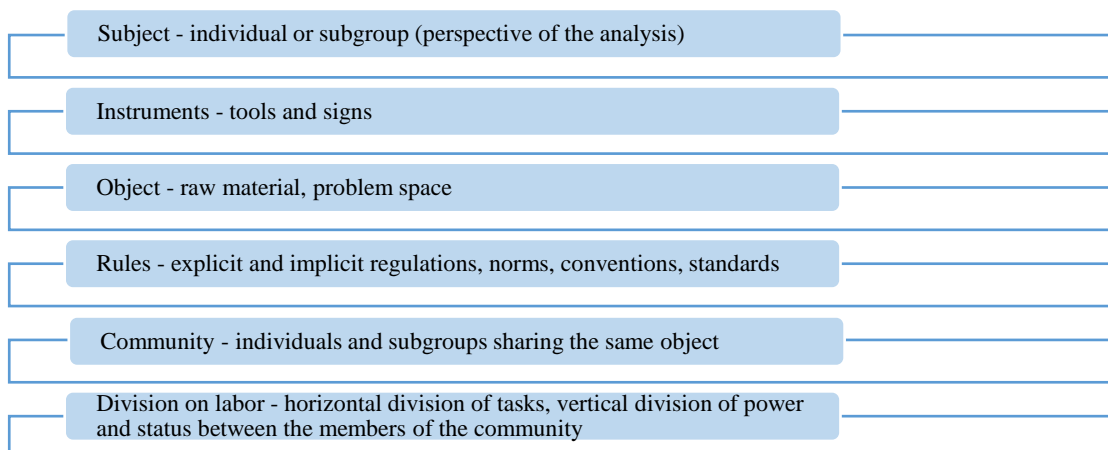 Subject - individual or subgroup (perspective of the analysis)
Instruments - tools and signs
Object - raw material, problem space
Rules - explicit and implicit regulations, norms, conventions, standards
Community - individuals and subgroups sharing the same object
Division on labor - horizontal division of tasks, vertical division of power
and status between the members of the community